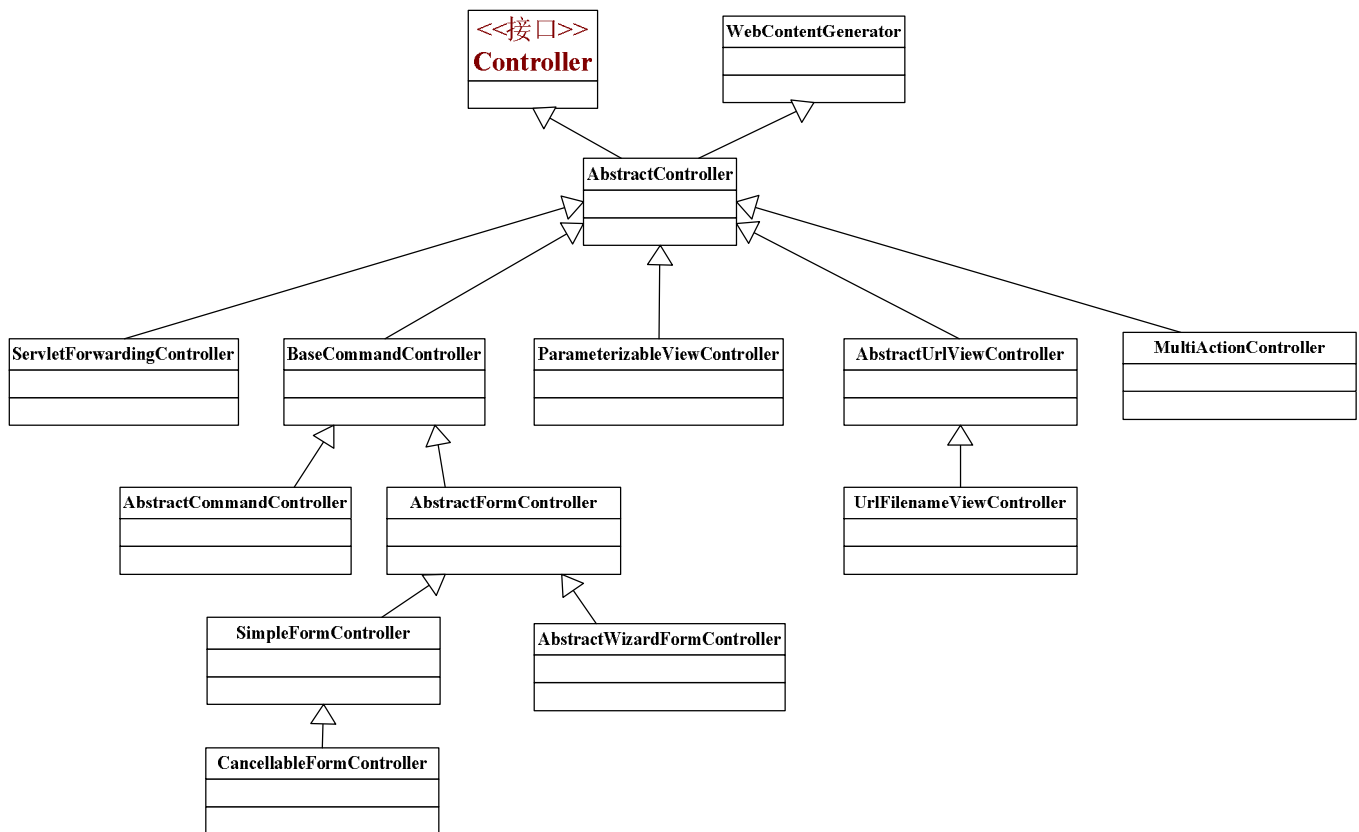 <<接口>>
Controller
WebContentGenerator
AbstractController
ServletForwardingController
BaseCommandController
ParameterizableViewController
AbstractUrlViewController
MultiActionController
AbstractCommandController
AbstractFormController
UrlFilenameViewController
SimpleFormController
AbstractWizardFormController
CancellableFormController